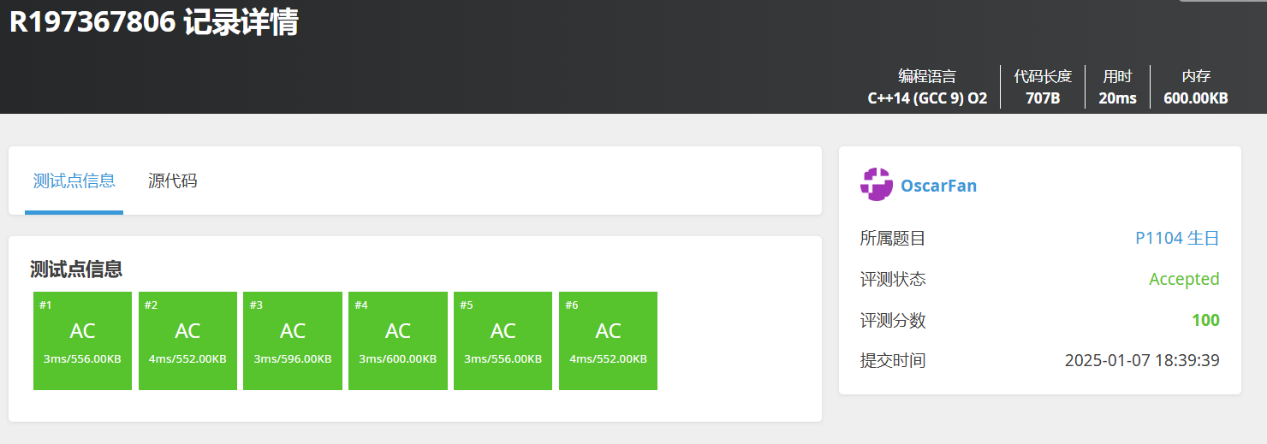 R197367806 记录详情
编程语言 代码长度 用时 内存
C++14 (GCC 9) O2 707B 20ms 600.00KB
测试点信息 源代码
测试点信息
#1 #2 #3 #4 #5 #6
AC AC AC AC AC AC
3ms/556.00KB 4ms/552.00KB 3ms/596.00KB 3ms/600.00KB 3ms/556.00KB 4ms/552.00KB
OscarFan
所属题目 P1104 生日
评测状态 Accepted
评测分数 100
提交时间 2025-01-07 18:39:39